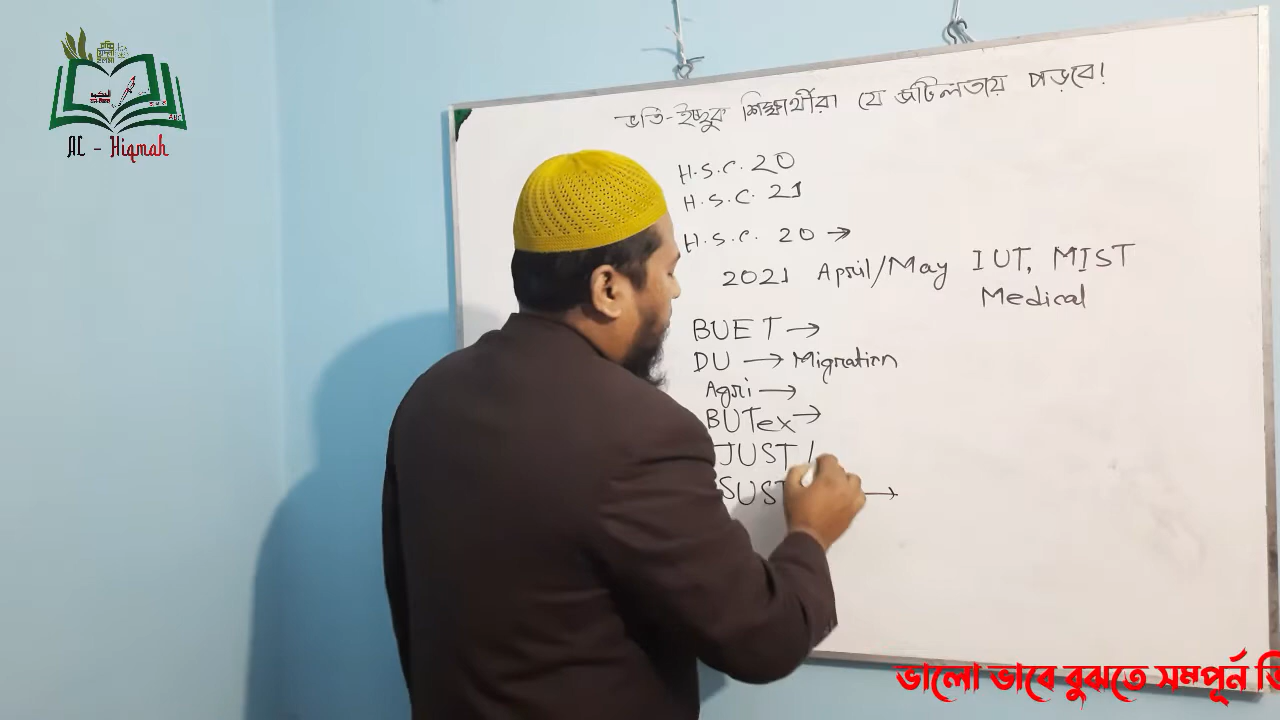 AL - Hiqmah
ভর্তি-ইচ্ছুক শিক্ষার্থীরা যে জটিলতায় পড়বে!
H.S.C. 20
H.S.C. 21
H.S.C. 20 →
2021 April/May IUT, MIST
Medical
BUET →
DU → Migration
Agri →
BUTex →
JUST /
SUST →
ভালো ভাবে বুঝতে সম্পূর্ন ভি